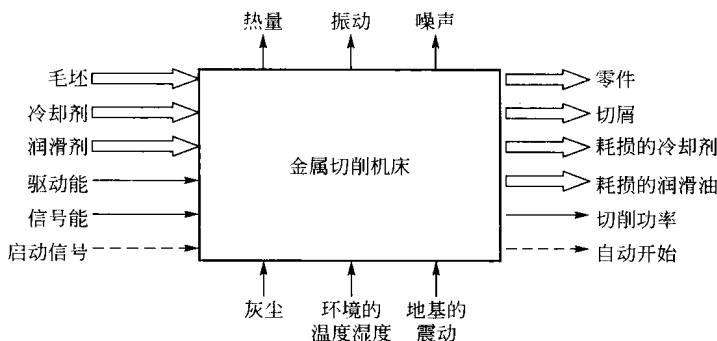 热量 振动 噪声
毛坯 零件
冷却剂 切屑
润滑剂 耗损的冷却剂
金属切削机床
驱动能 耗损的润滑油
信号能 切削功率
启动信号 自动开始
灰尘 环境的 地基的
温度湿度 震动